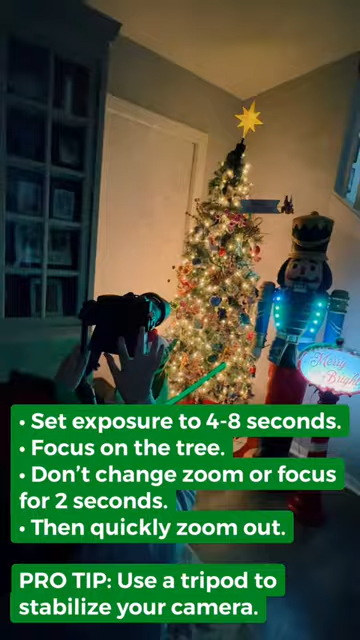 Merry
Bright
• Set exposure to 4-8 seconds.
• Focus on the tree.
• Don't change zoom or focus
for 2 seconds.
• Then quickly zoom out.
PRO TIP: Use a tripod to
stabilize your camera.